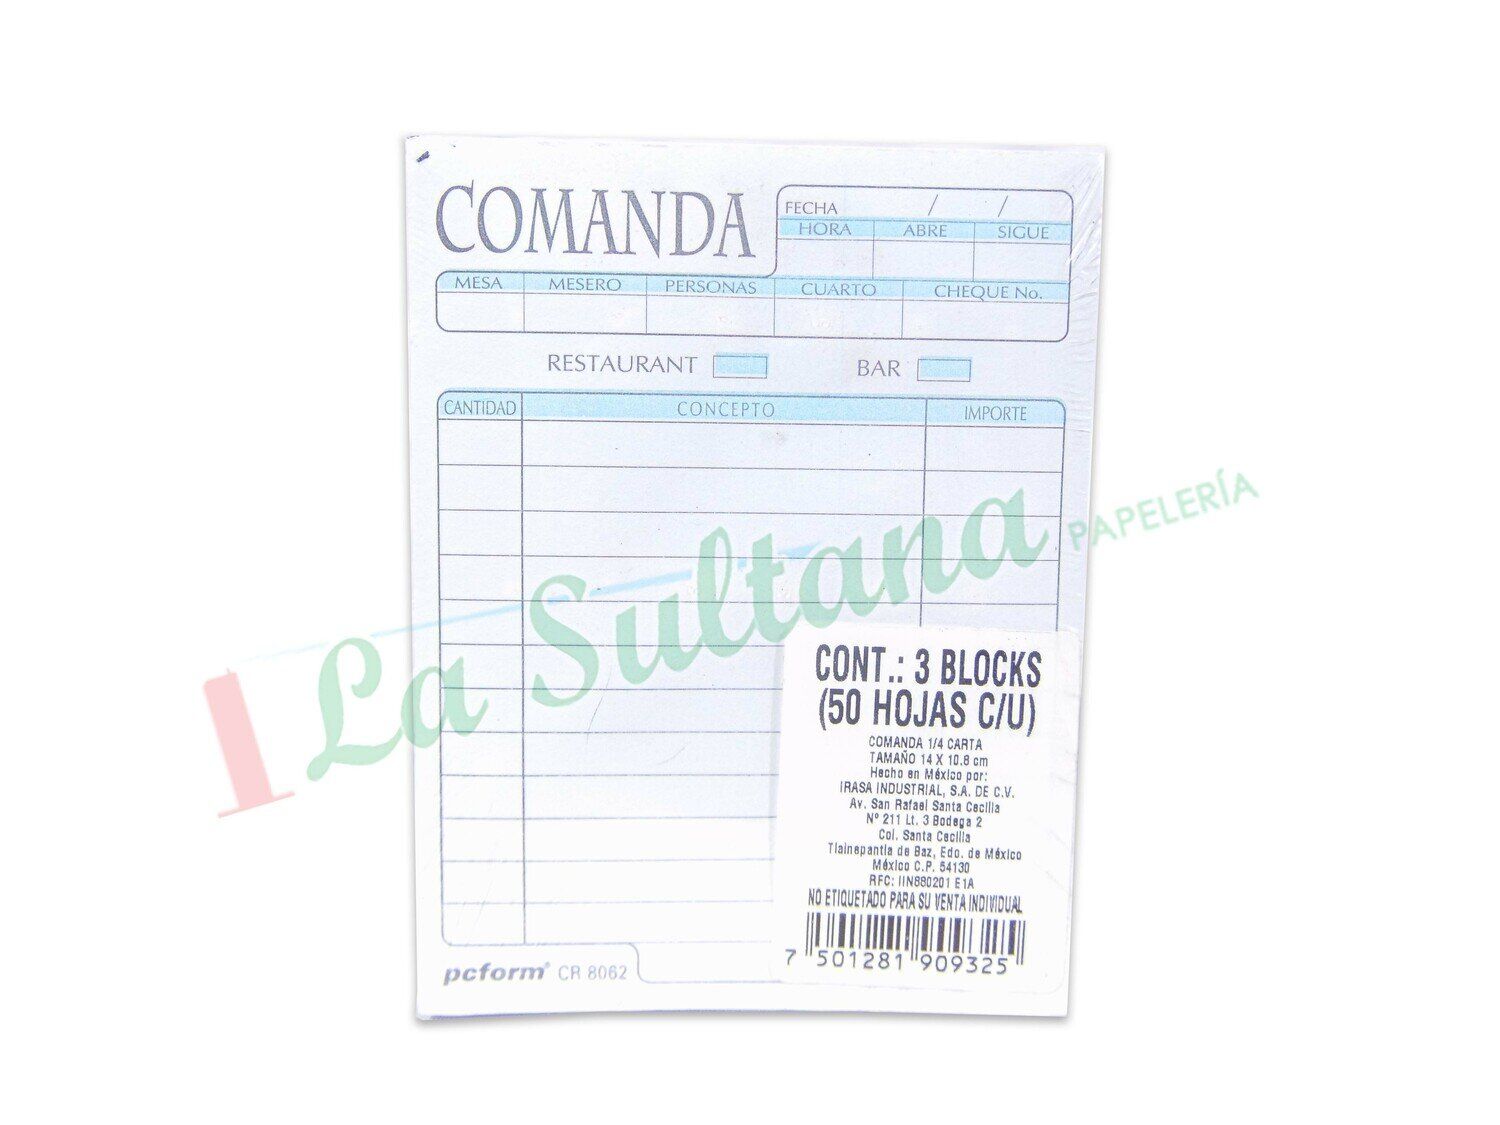 COMANDA
FECHA / /
HORA ABRE SIGUE
MESA MESERO PERSONAS CUARTO CHEQUE No.
RESTAURANT BAR
CANTIDAD CONCEPTO IMPORTE
La Sultana PAPELERÍA
CONT.: 3 BLOCKS
(50 HOJAS C/U)
COMANDA 1/4 CARTA
TAMAÑO 14 X 10.8 cm
Hecho en México por:
IRASA INDUSTRIAL, S.A. DE C.V.
Av. San Rafael Santa Cecilia
Nº 211 Lt. 3 Bodega 2
Col. Santa Cecilia
Tlalnepantla de Baz, Edo. de México
México C.P. 54130
RFC: IIN880201 E1A
NO ETIQUETADO PARA SU VENTA INDIVIDUAL
7 501281 909325
pcform® CR 8062